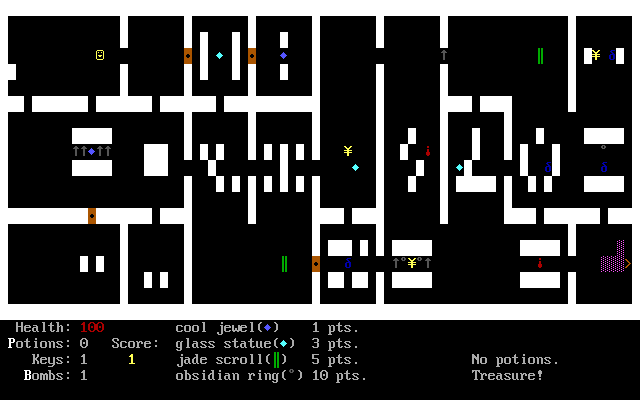 Health: 100 cool jewel(♦) 1 pts.
Potions: 0 Score: glass statue(♦) 3 pts.
Keys: 1 1 jade scroll(‖) 5 pts. No potions.
Bombs: 1 obsidian ring(°) 10 pts. Treasure!